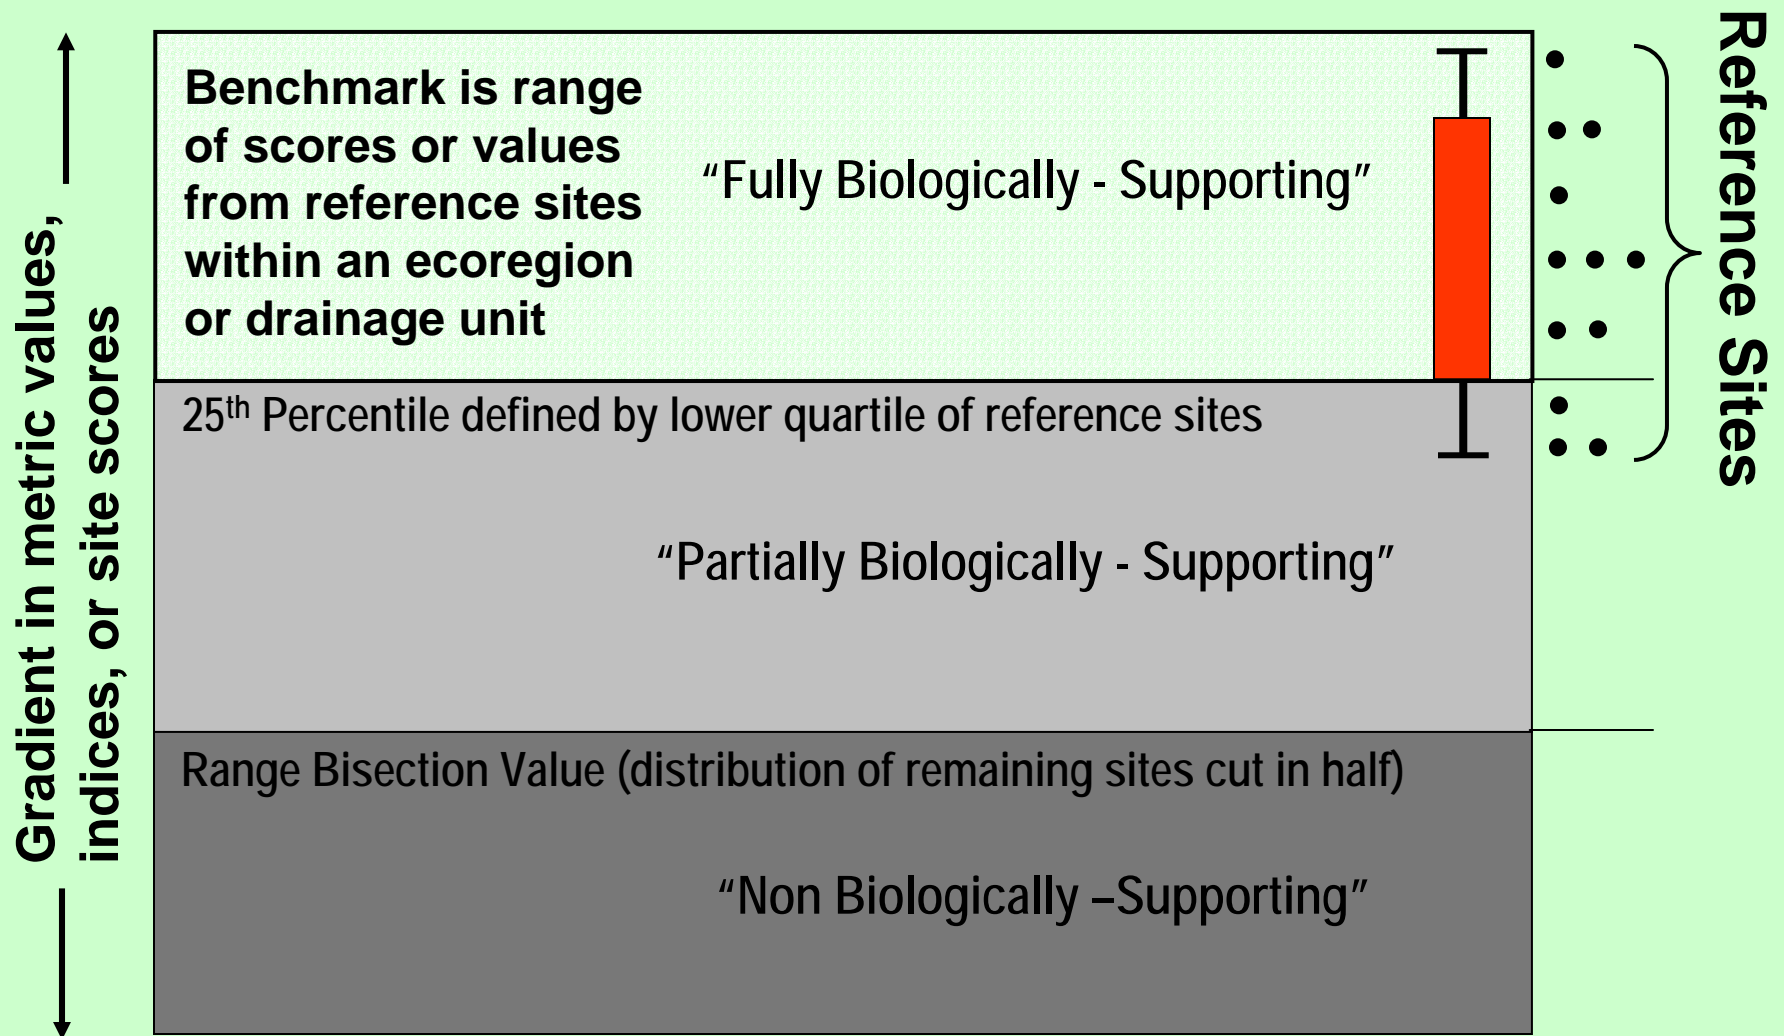 Gradient in metric values,
indices, or site scores
Benchmark is range
of scores or values
from reference sites
within an ecoregion
or drainage unit
“Fully Biologically - Supporting”
25th Percentile defined by lower quartile of reference sites
“Partially Biologically - Supporting”
Range Bisection Value (distribution of remaining sites cut in half)
“Non Biologically –Supporting”
Reference Sites